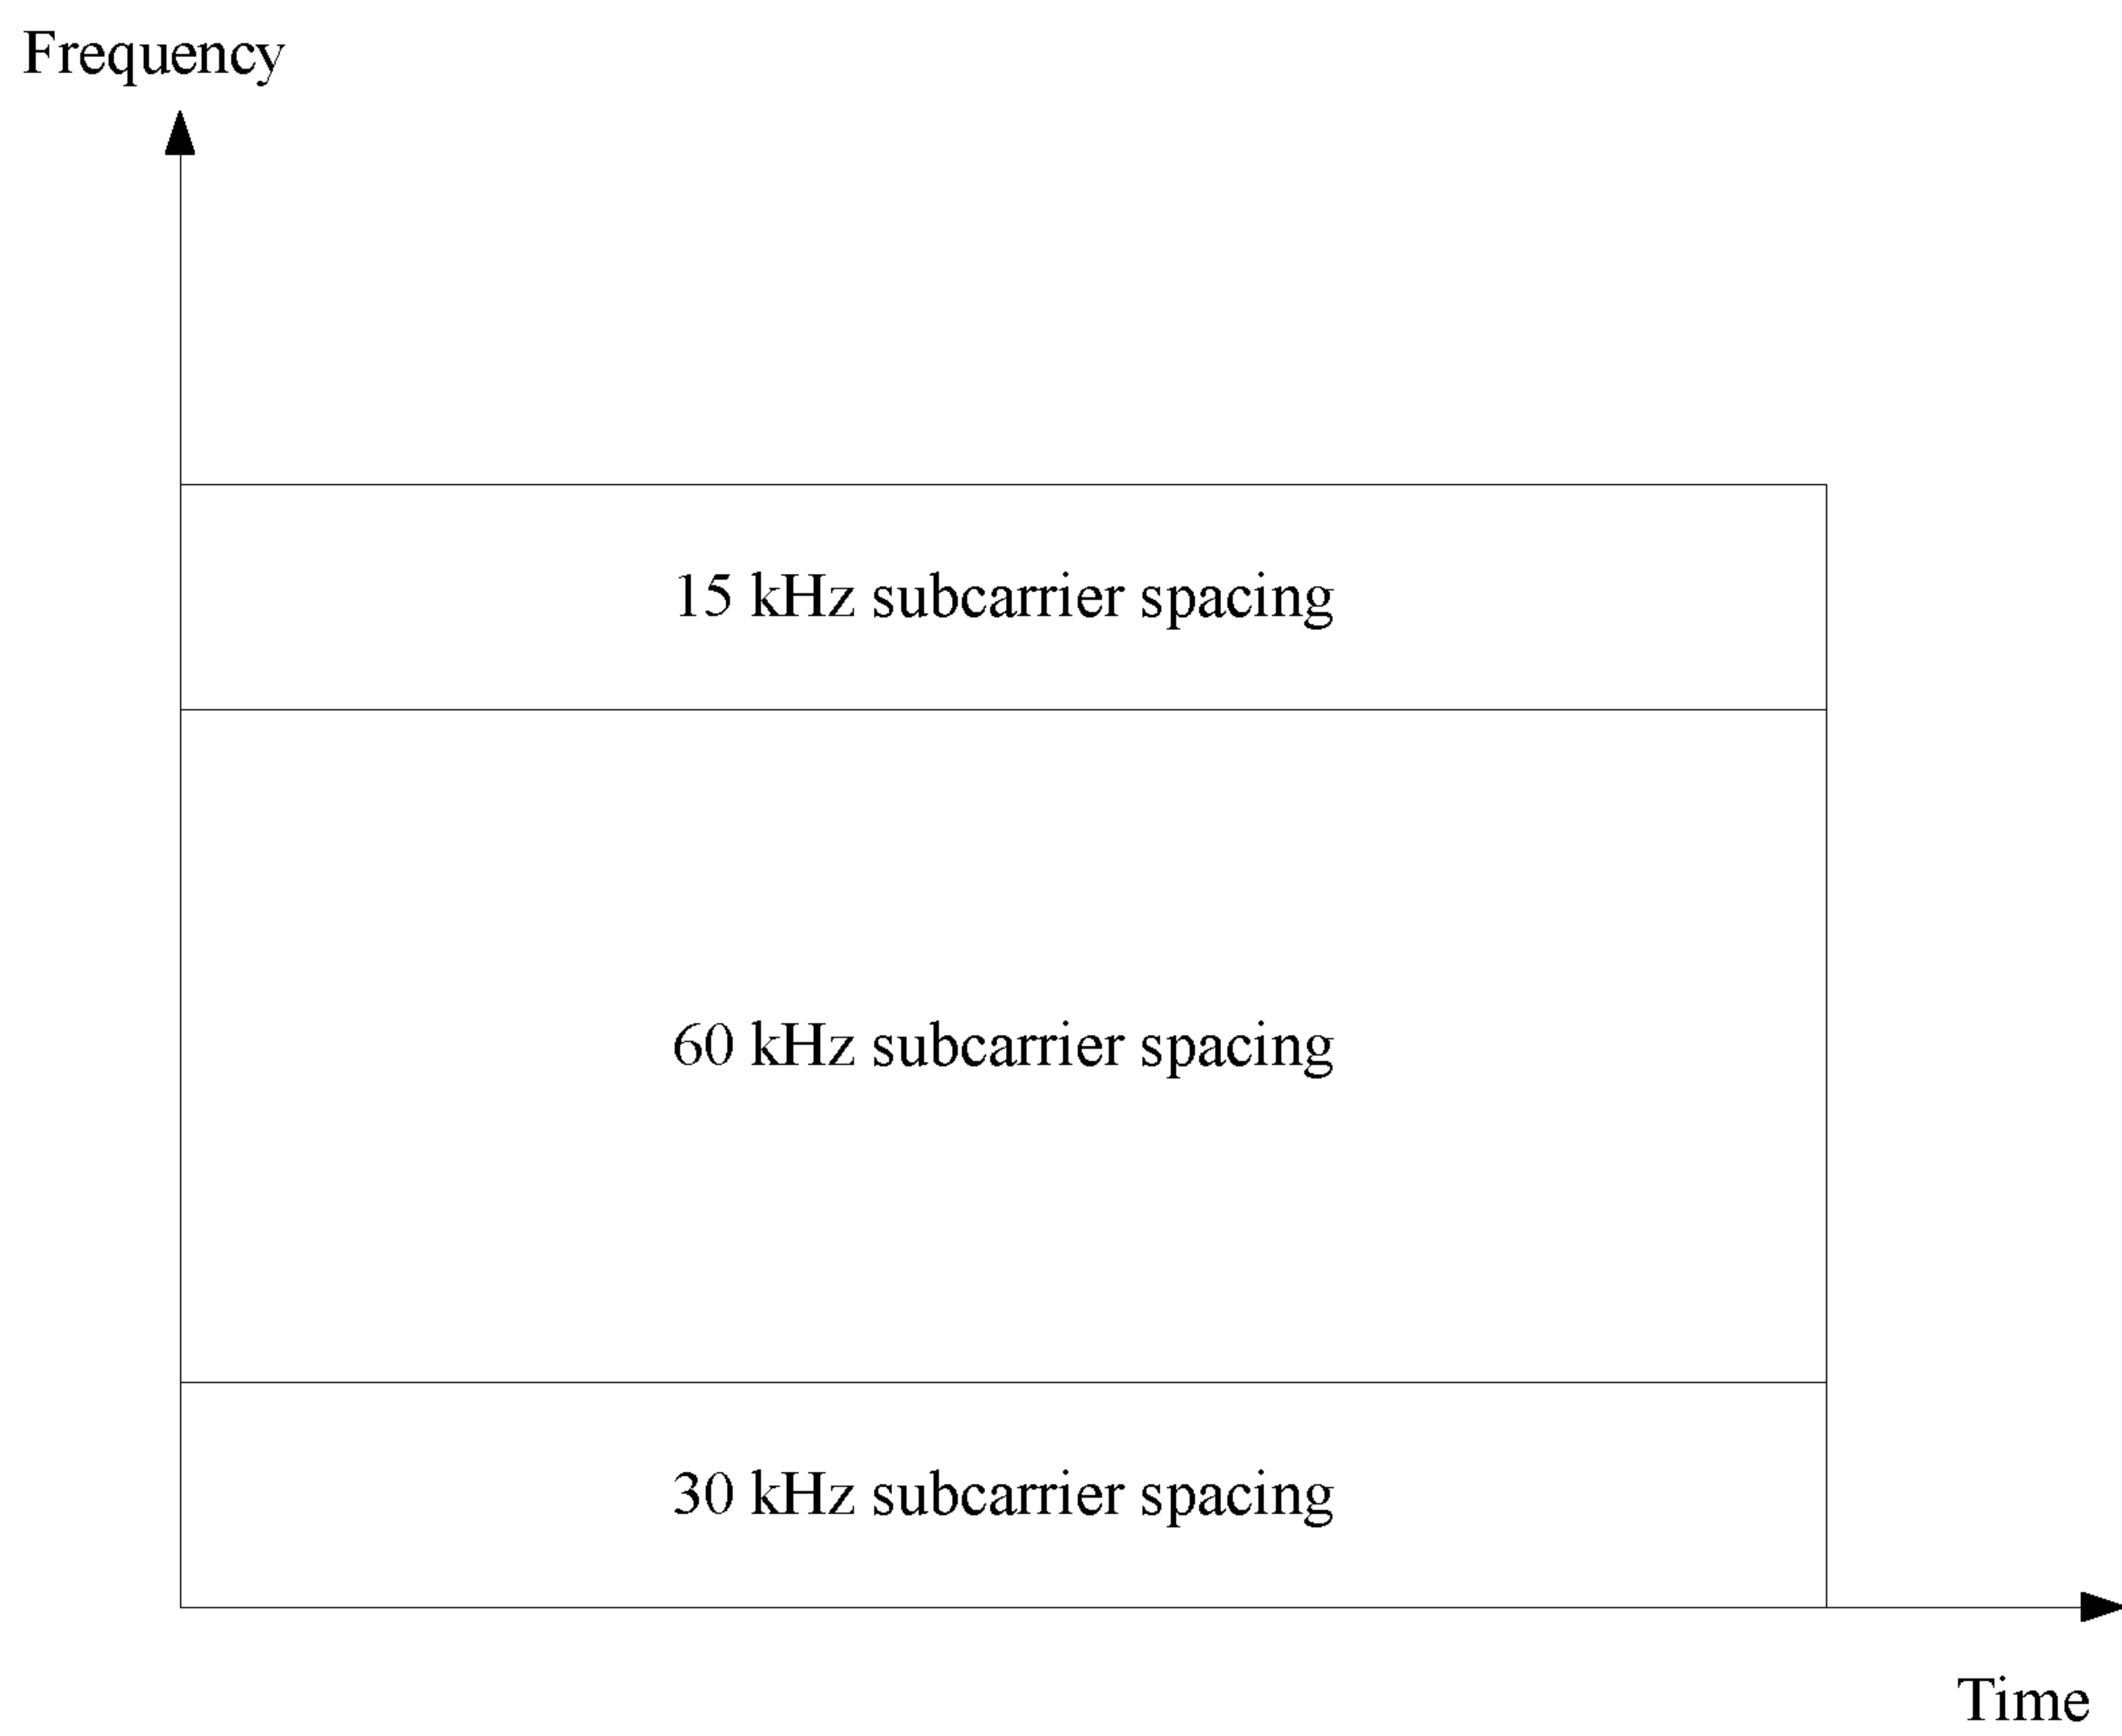 Frequency
15 kHz subcarrier spacing
60 kHz subcarrier spacing
30 kHz subcarrier spacing
Time